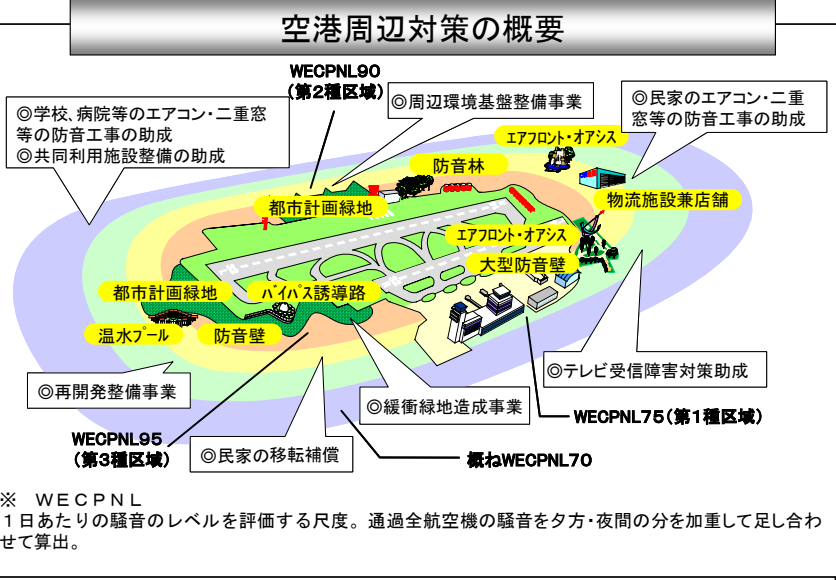 空港周辺対策の概要
WECPNL90
(第2種区域)
◎周辺環境基盤整備事業
◎民家のエアコン・二重
窓等の防音工事の助成
◎学校、病院等のエアコン・二重窓
等の防音工事の助成
◎共同利用施設整備の助成
エアフロント・オアシス
防音林
物流施設兼店舗
都市計画緑地
エアフロント・オアシス
大型防音壁
都市計画緑地
バイパス誘導路
温水プール
防音壁
◎テレビ受信障害対策助成
◎再開発整備事業
◎緩衝緑地造成事業
WECPNL75(第1種区域)
WECPNL95
(第3種区域)
◎民家の移転補償
概ねWECPNL70
※ WECPNL
1日あたりの騒音のレベルを評価する尺度。通過全航空機の騒音を夕方・夜間の分を加重して足し合わ
せて算出。